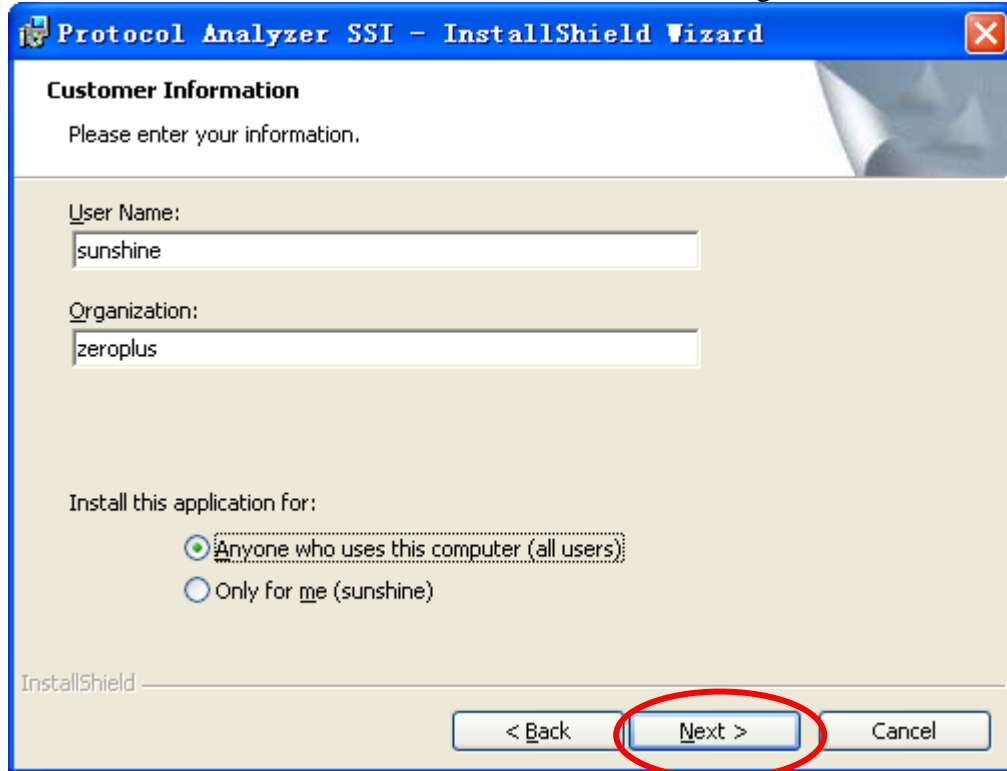 Protocol Analyzer SSI - InstallShield Wizard
Customer Information
Please enter your information.
User Name:
sunshine
Organization:
zeroplus
Install this application for:
Anyone who uses this computer (all users)
Only for me (sunshine)
InstallShield
< Back Next > Cancel